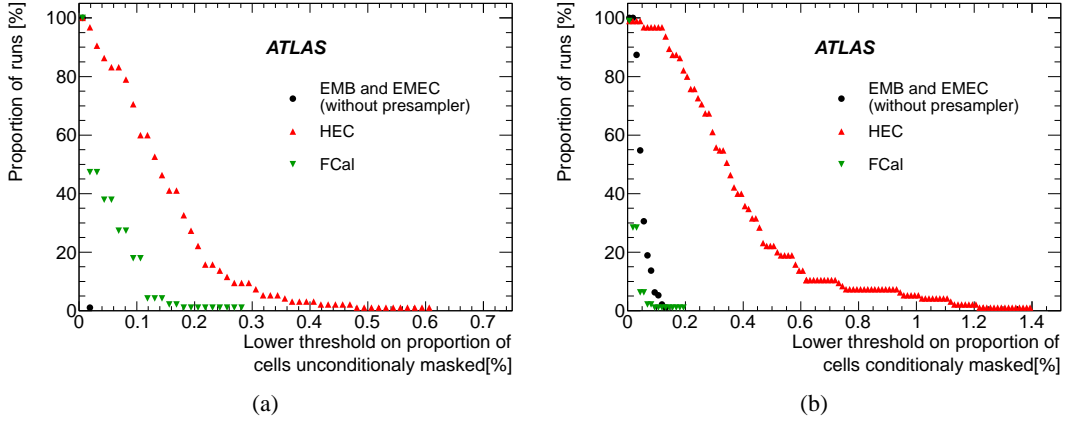 Proportion of runs [%]
100
80
60
40
20
0
ATLAS
EMB and EMEC
(without presampler)
HEC
FCal
0 0.1 0.2 0.3 0.4 0.5 0.6 0.7
Lower threshold on proportion of
cells unconditionaly masked[%]
(a)
Proportion of runs [%]
100
80
60
40
20
0
ATLAS
EMB and EMEC
(without presampler)
HEC
FCal
0 0.2 0.4 0.6 0.8 1 1.2 1.4
Lower threshold on proportion of
cells conditionaly masked[%]
(b)